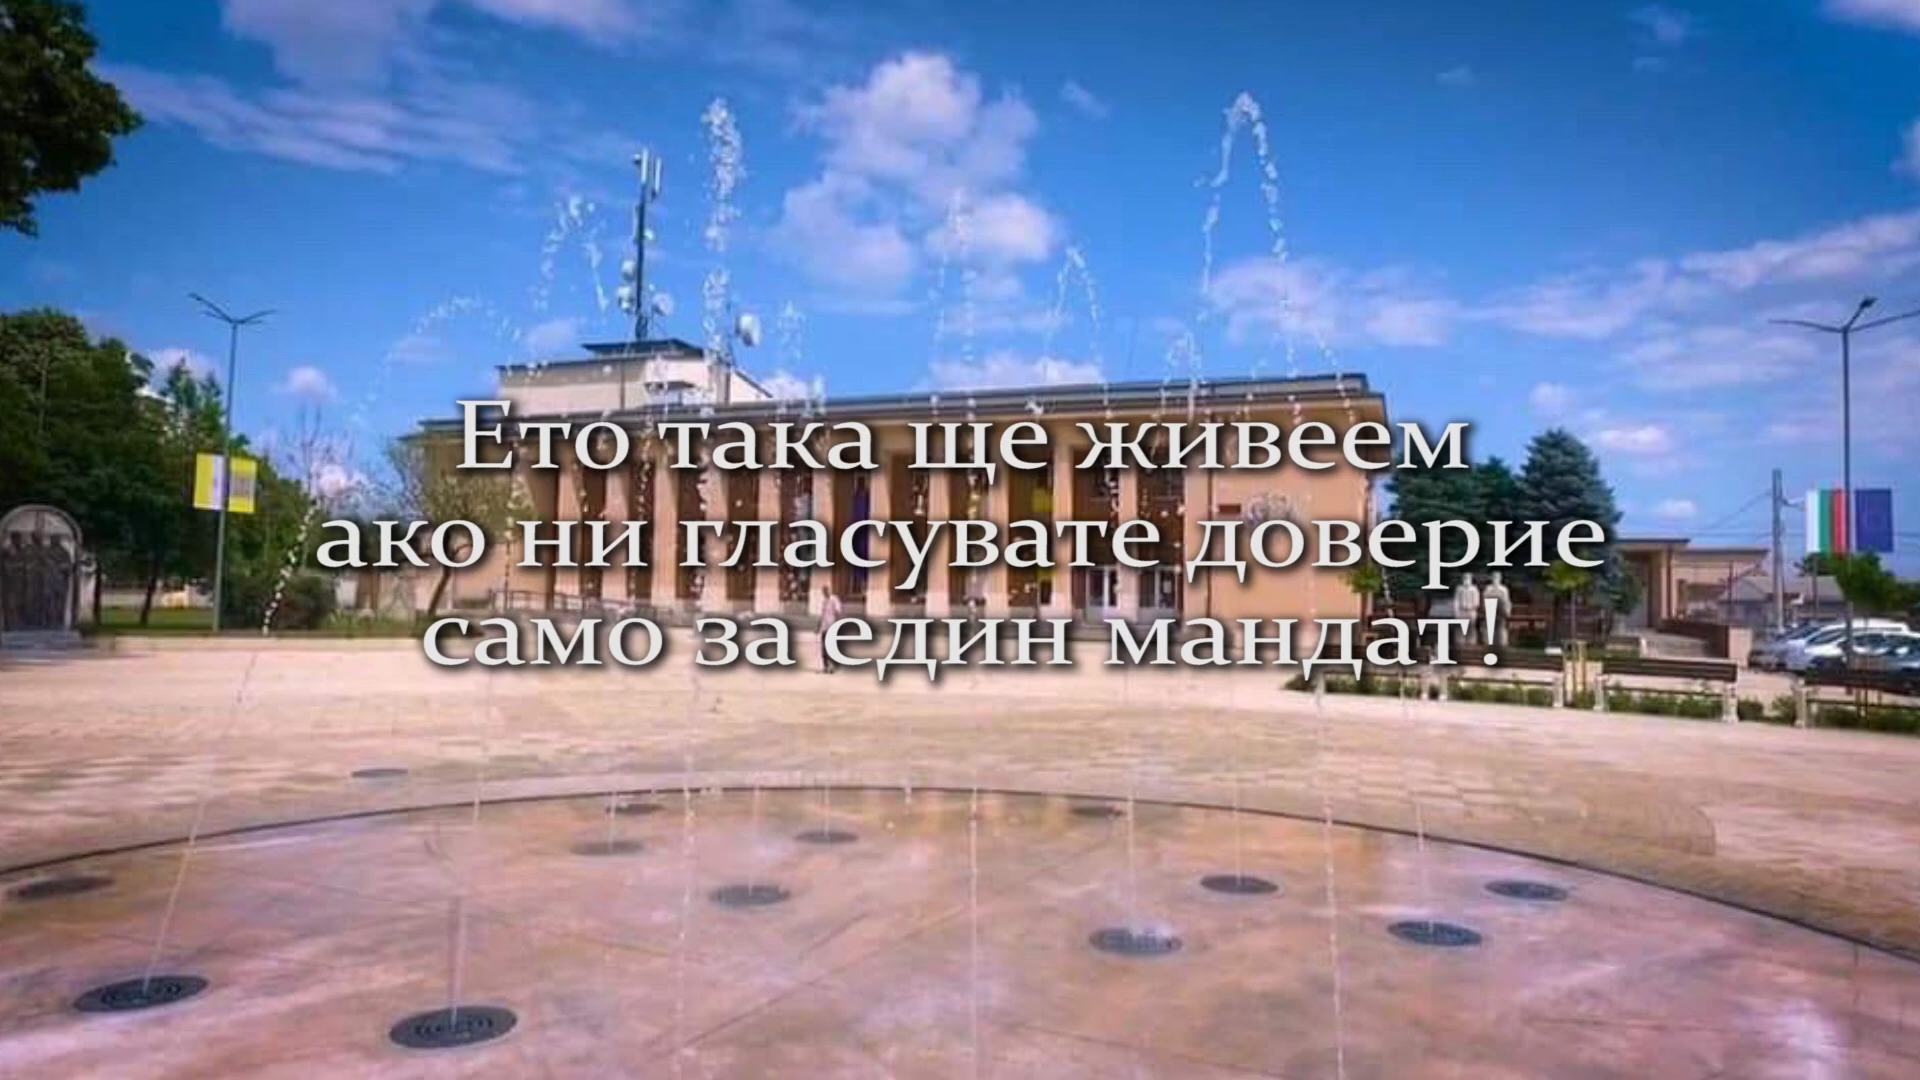 Ето така ще живеем
ако ни гласувате доверие
само за един мандат!